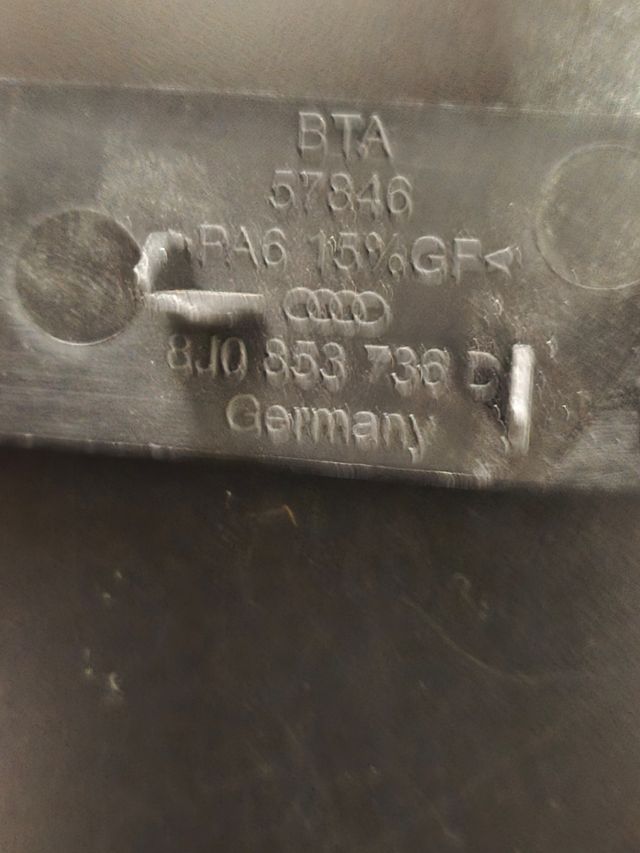 BTA
57846
PA6 15%GF<
8J0 853 736 D
Germany